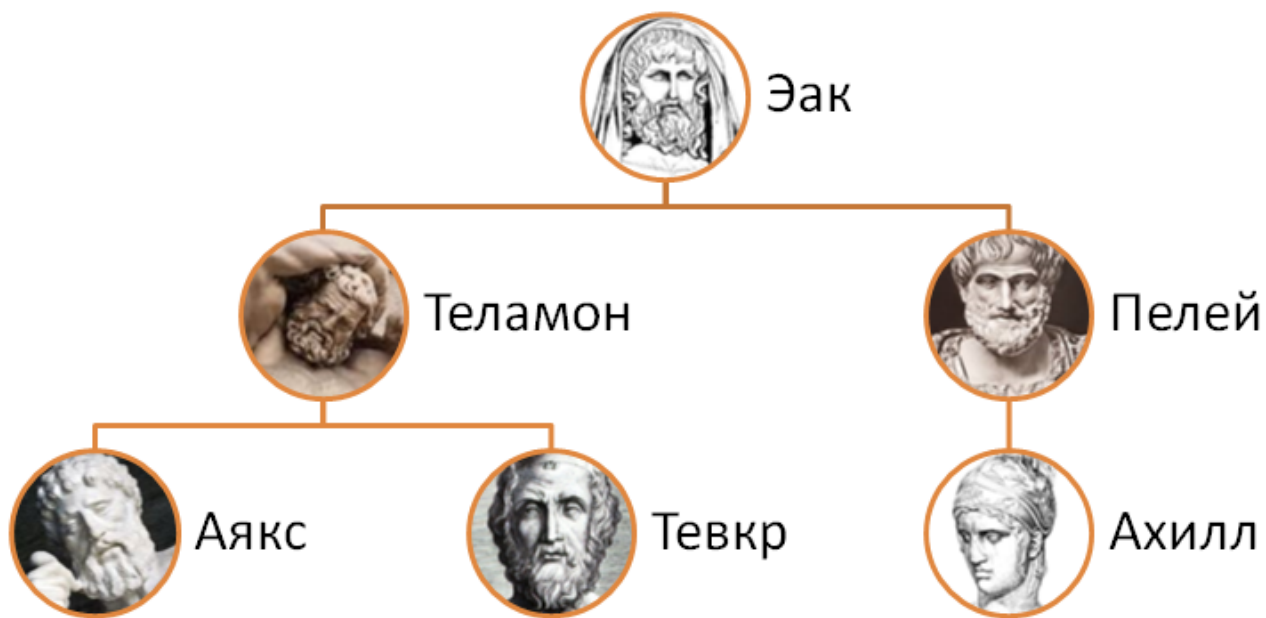 Эак
Теламон
Пелей
Аякс
Тевкр
Ахилл